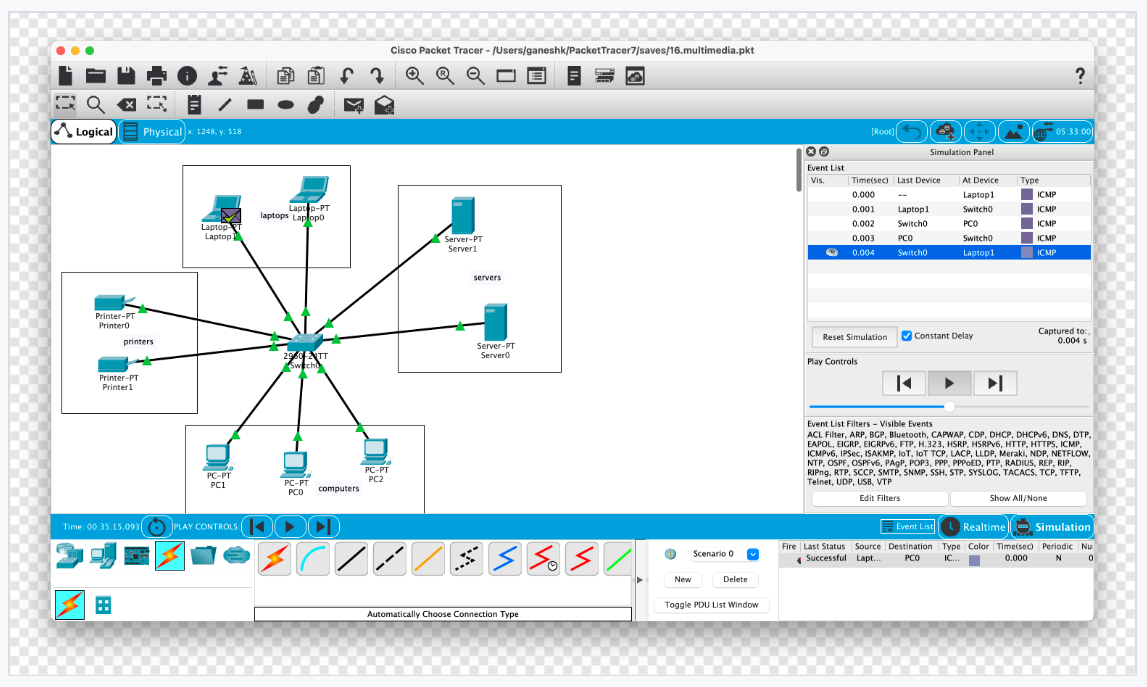 Cisco Packet Tracer - /Users/ganeshk/PacketTracer7/saves/16.multimedia.pkt
?
Logical
Physical
x: 1248, y: 518
[Root]
05:33:00
Laptop-PT
Laptop1
laptops
Laptop-PT
Laptop0
Server-PT
Server1
servers
Server-PT
Server0
Printer-PT
Printer0
printers
Printer-PT
Printer1
2960-24TT
Switch0
PC-PT
PC1
PC-PT
PC0
computers
PC-PT
PC2
Simulation Panel
Event List
Vis. Time(sec) Last Device At Device Type
0.000 -- Laptop1 ICMP
0.001 Laptop1 Switch0 ICMP
0.002 Switch0 PC0 ICMP
0.003 PC0 Switch0 ICMP
0.004 Switch0 Laptop1 ICMP
Reset Simulation
Constant Delay
Captured to:
0.004 s
Play Controls
Event List Filters - Visible Events
ACL Filter, ARP, BGP, Bluetooth, CAPWAP, CDP, DHCP, DHCPv6, DNS, DTP,
EAPOL, EIGRP, EIGRPv6, FTP, H.323, HSRP, HSRPv6, HTTP, HTTPS, ICMP,
ICMPv6, IPSec, ISAKMP, IoT, IoT TCP, LACP, LLDP, Meraki, NDP, NETFLOW,
NTP, OSPF, OSPFv6, PAgP, POP3, PPP, PPPoED, PTP, RADIUS, REP, RIP,
RIPng, RTP, SCCP, SMTP, SNMP, SSH, STP, SYSLOG, TACACS, TCP, TFTP,
Telnet, UDP, USB, VTP
Edit Filters
Show All/None
Time: 00:35:15.093
PLAY CONTROLS:
Event List
Realtime
Simulation
Automatically Choose Connection Type
Scenario 0
New
Delete
Toggle PDU List Window
Fire Last Status Source Destination Type Color Time(sec) Periodic Nu
Successful Lapt... PC0 IC... 0.000 N 0